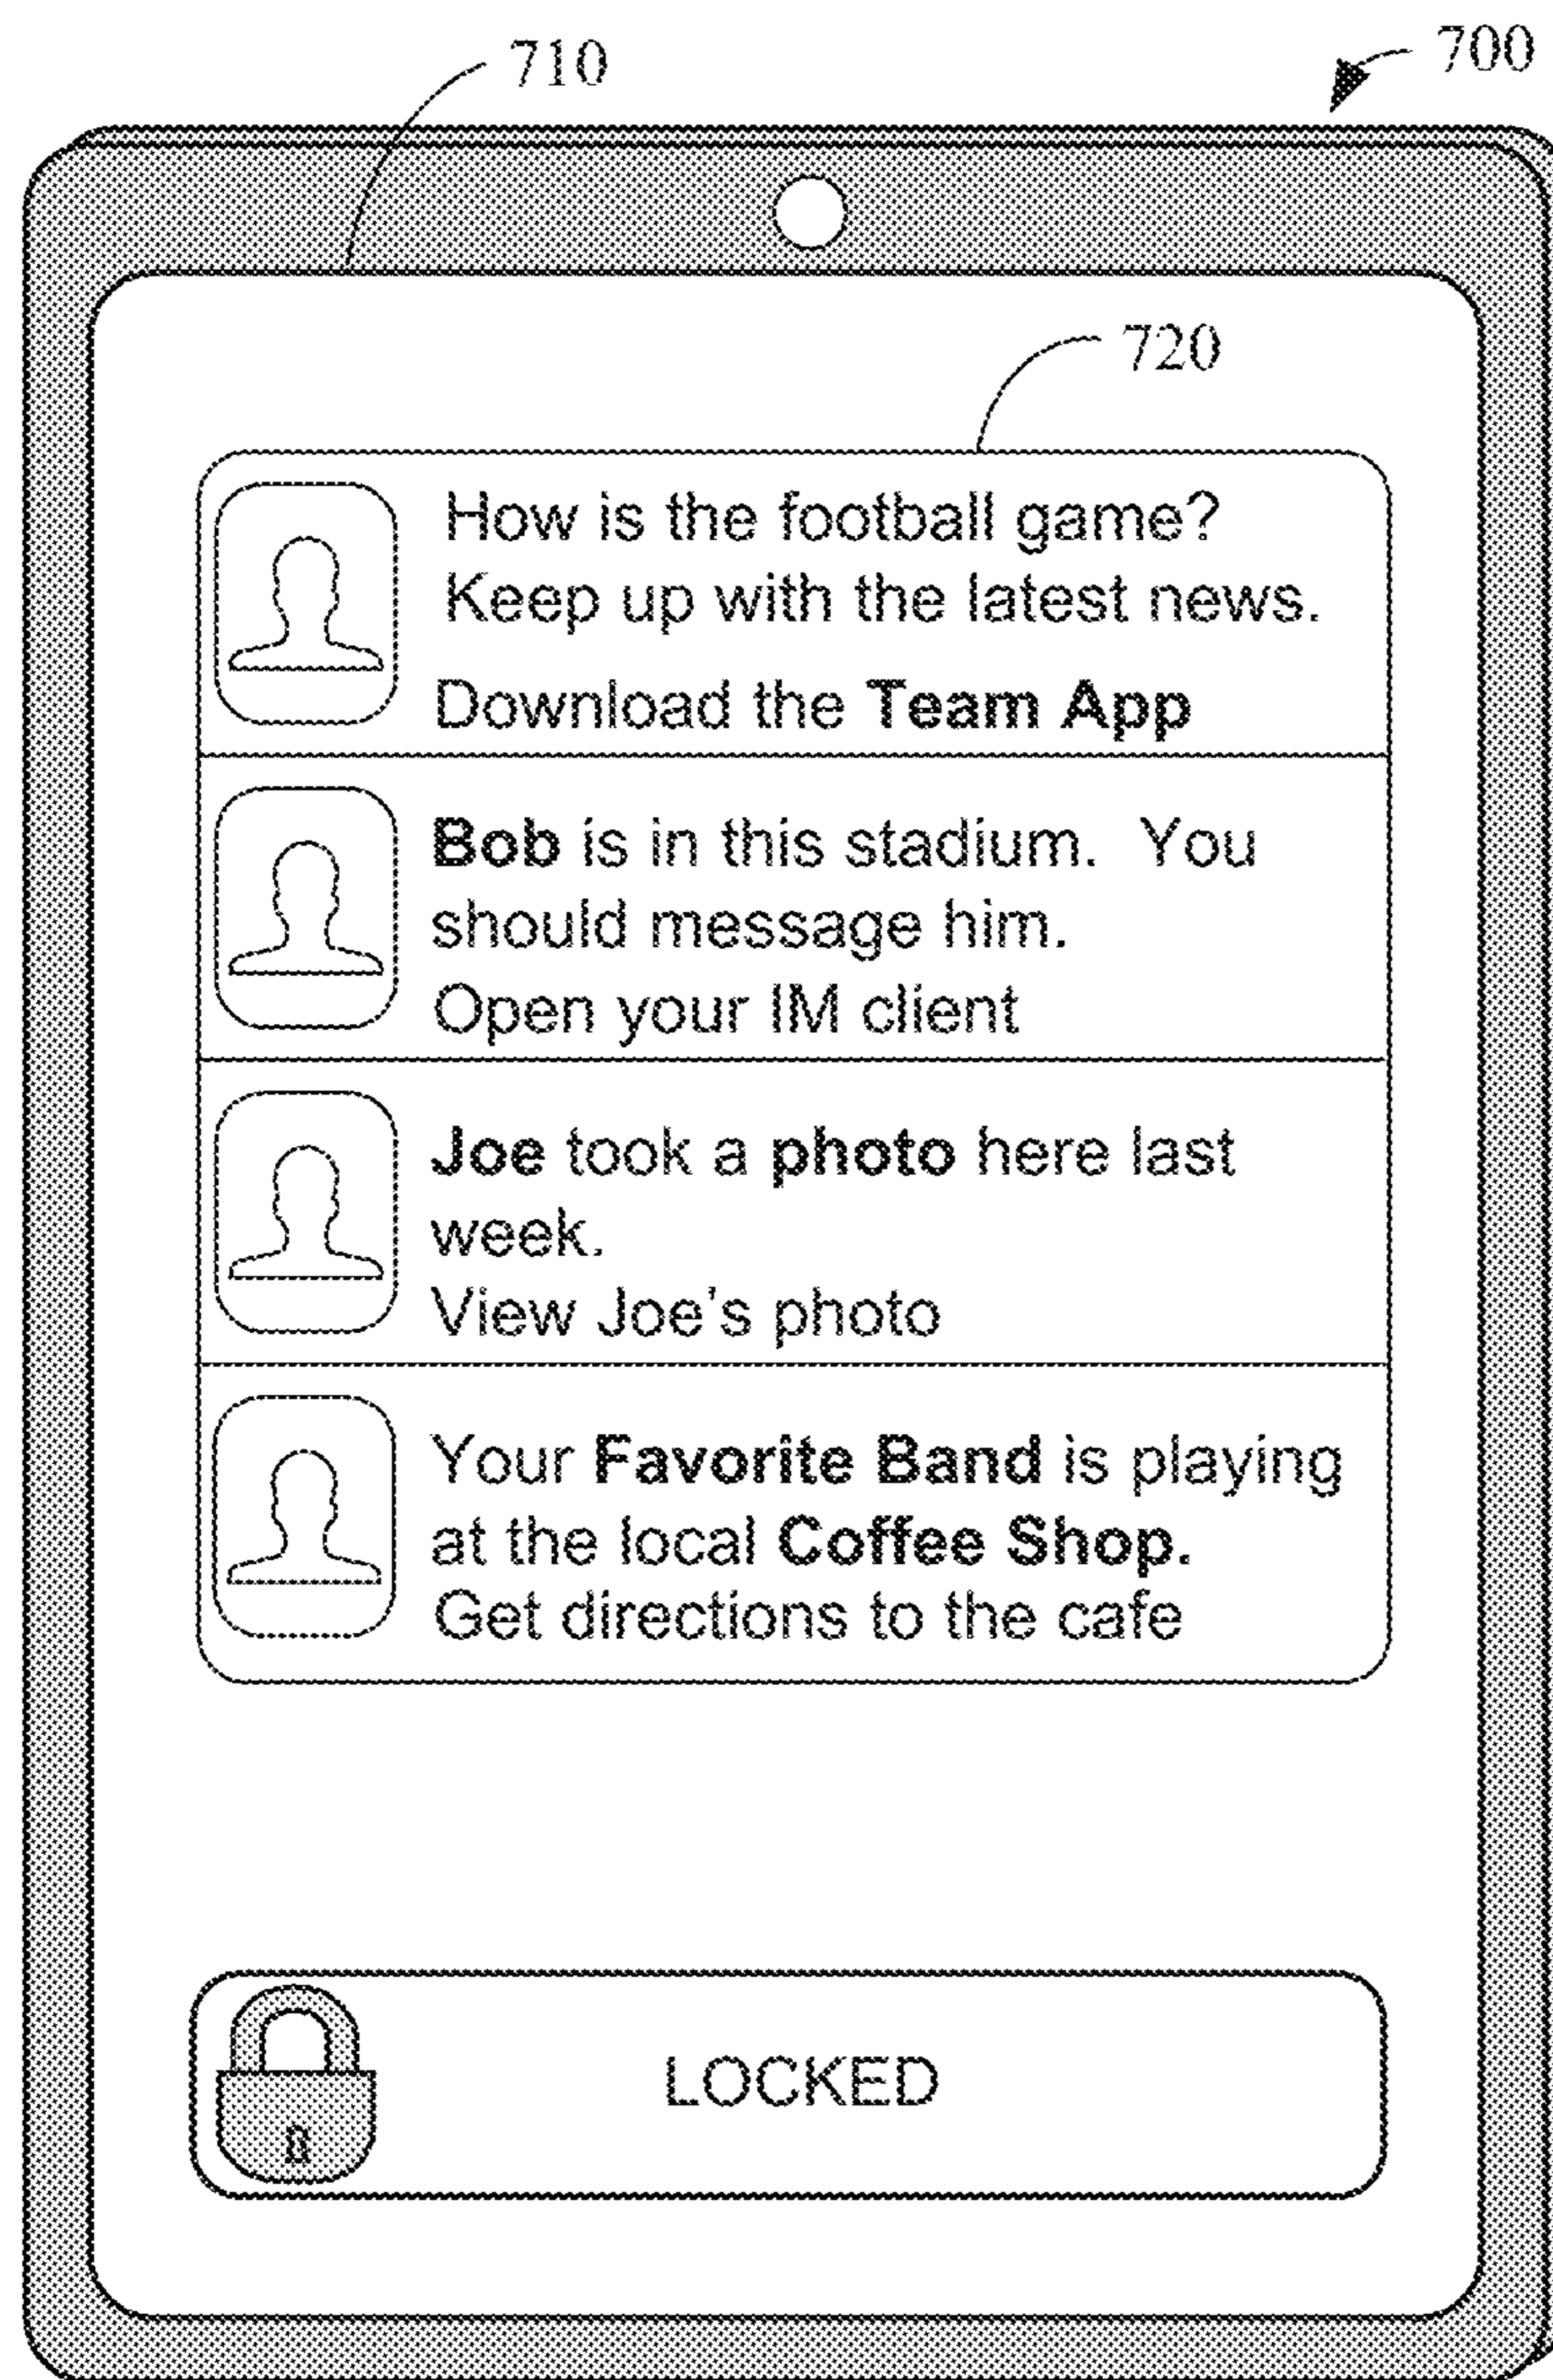 710
700
720
How is the football game?
Keep up with the latest news.
Download the Team App
Bob is in this stadium.  You
should message him.
Open your IM client
Joe took a photo here last
week.
View Joe's photo
Your Favorite Band is playing
at the local Coffee Shop.
Get directions to the cafe
LOCKED